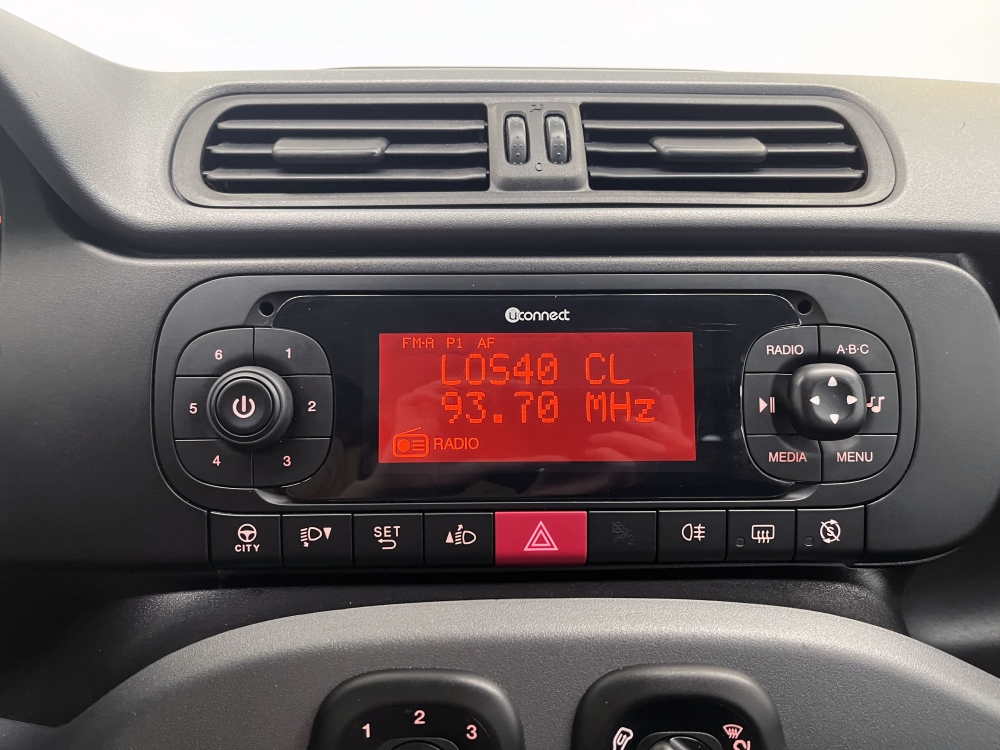 uconnect
6
1
5
2
4
3
FM-A P1 AF
LOS40 CL
93.70 MHz
RADIO
RADIO
A·B·C
MEDIA
MENU
CITY
SET
0
1
2
3